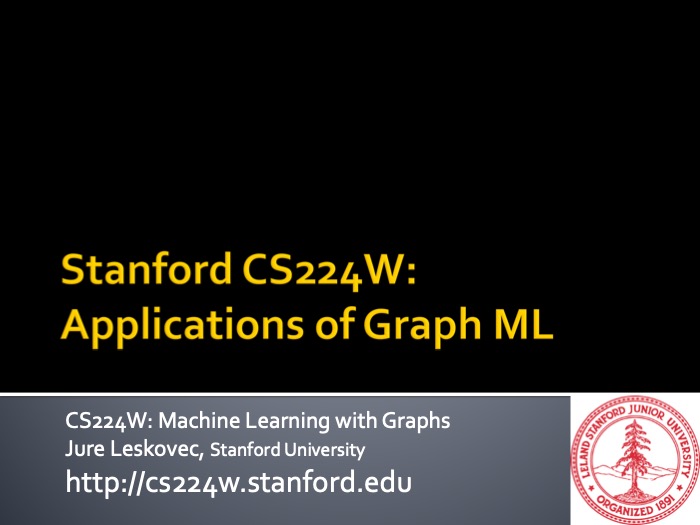 Stanford CS224W:
Applications of Graph ML
CS224W: Machine Learning with Graphs
Jure Leskovec, Stanford University
http://cs224w.stanford.edu
LELAND STANFORD JUNIOR UNIVERSITY
ORGANIZED 1891